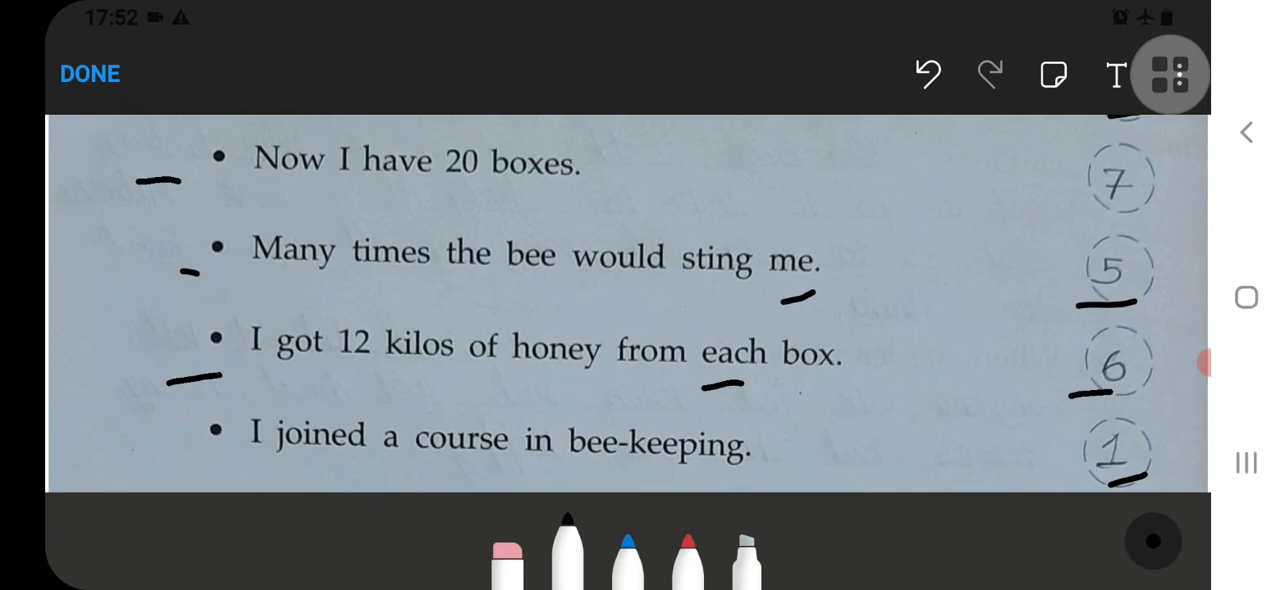 17:52
DONE
T
• Now I have 20 boxes. 7
• Many times the bee would sting me. 5
• I got 12 kilos of honey from each box. 6
• I joined a course in bee-keeping. 1